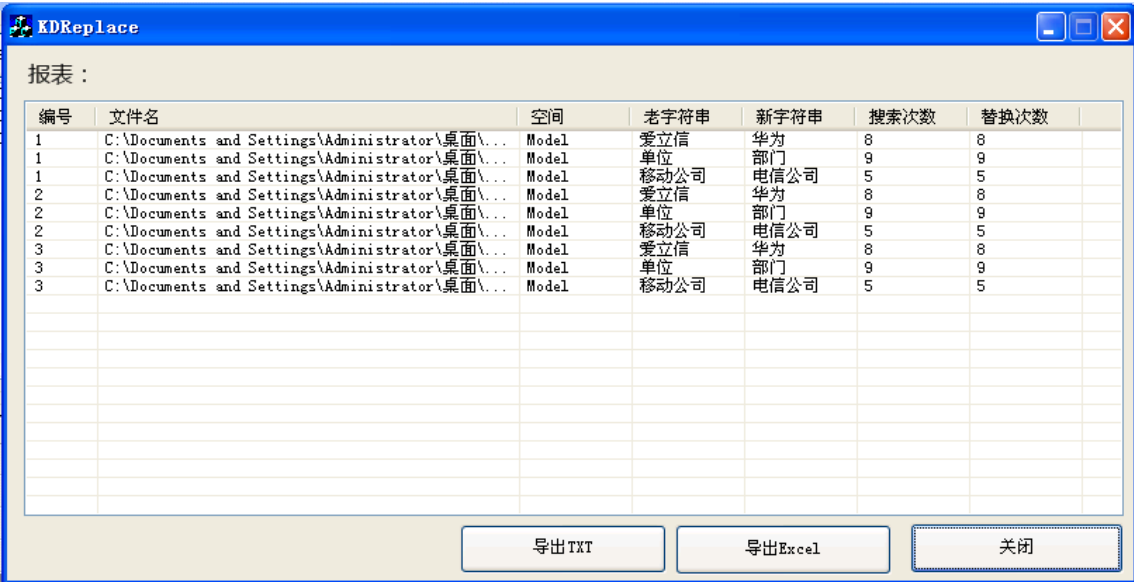 KDReplace
报表：
编号 文件名 空间 老字符串 新字符串 搜索次数 替换次数
1 C:\Documents and Settings\Administrator\桌面\... Model 爱立信 华为 8 8
1 C:\Documents and Settings\Administrator\桌面\... Model 单位 部门 9 9
1 C:\Documents and Settings\Administrator\桌面\... Model 移动公司 电信公司 5 5
2 C:\Documents and Settings\Administrator\桌面\... Model 爱立信 华为 8 8
2 C:\Documents and Settings\Administrator\桌面\... Model 单位 部门 9 9
2 C:\Documents and Settings\Administrator\桌面\... Model 移动公司 电信公司 5 5
3 C:\Documents and Settings\Administrator\桌面\... Model 爱立信 华为 8 8
3 C:\Documents and Settings\Administrator\桌面\... Model 单位 部门 9 9
3 C:\Documents and Settings\Administrator\桌面\... Model 移动公司 电信公司 5 5
导出TXT 导出Excel 关闭